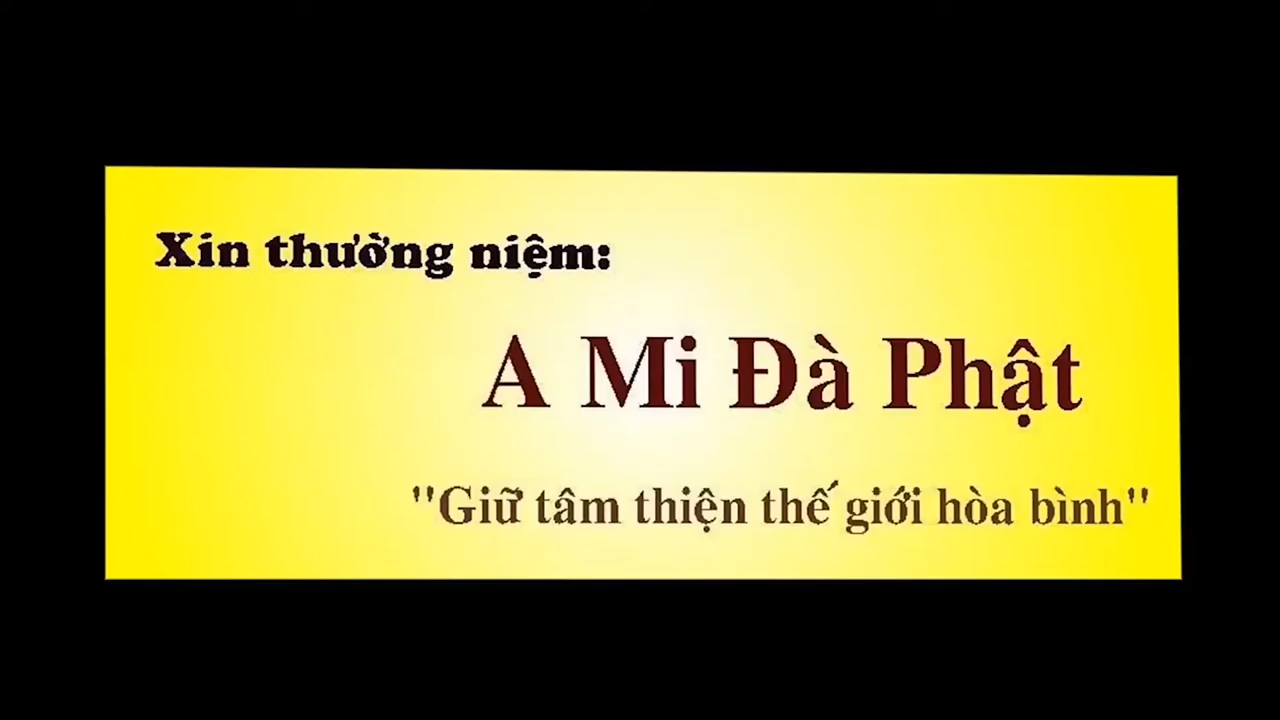 Xin thường niệm:
A Mi Đà Phật
"Giữ tâm thiện thế giới hòa bình"